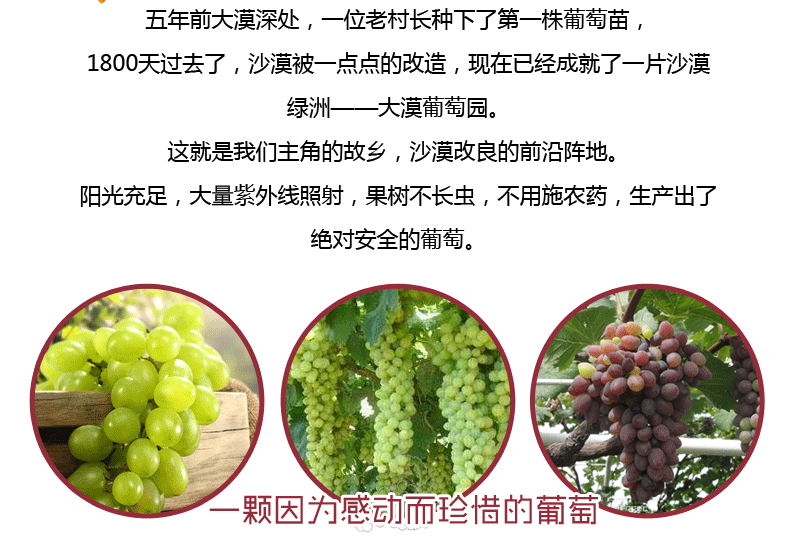 五年前大漠深处，一位老村长种下了第一株葡萄苗，
1800天过去了，沙漠被一点点的改造，现在已经成就了一片沙漠
绿洲——大漠葡萄园。
这就是我们主角的故乡，沙漠改良的前沿阵地。
阳光充足，大量紫外线照射，果树不长虫，不用施农药，生产出了
绝对安全的葡萄。
一颗因为感动而珍惜的葡萄